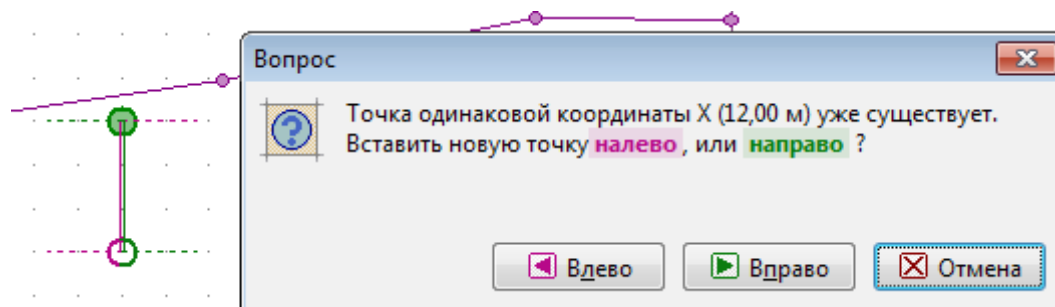 Вопрос
Точка одинаковой координаты X (12,00 м) уже существует.
Вставить новую точку налево , или направо ?
Влево
Вправо
Отмена